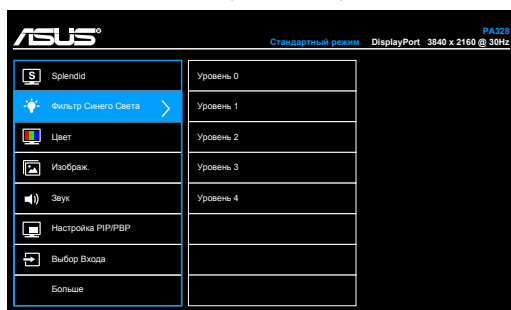 ASUS
PA328
Стандартный режим DisplayPort 3840 x 2160 @ 30Hz
S Splendid
Фильтр Синего Света
Цвет
Изображ.
Звук
Настройка PIP/PBP
Выбор Входа
Больше
Уровень 0
Уровень 1
Уровень 2
Уровень 3
Уровень 4